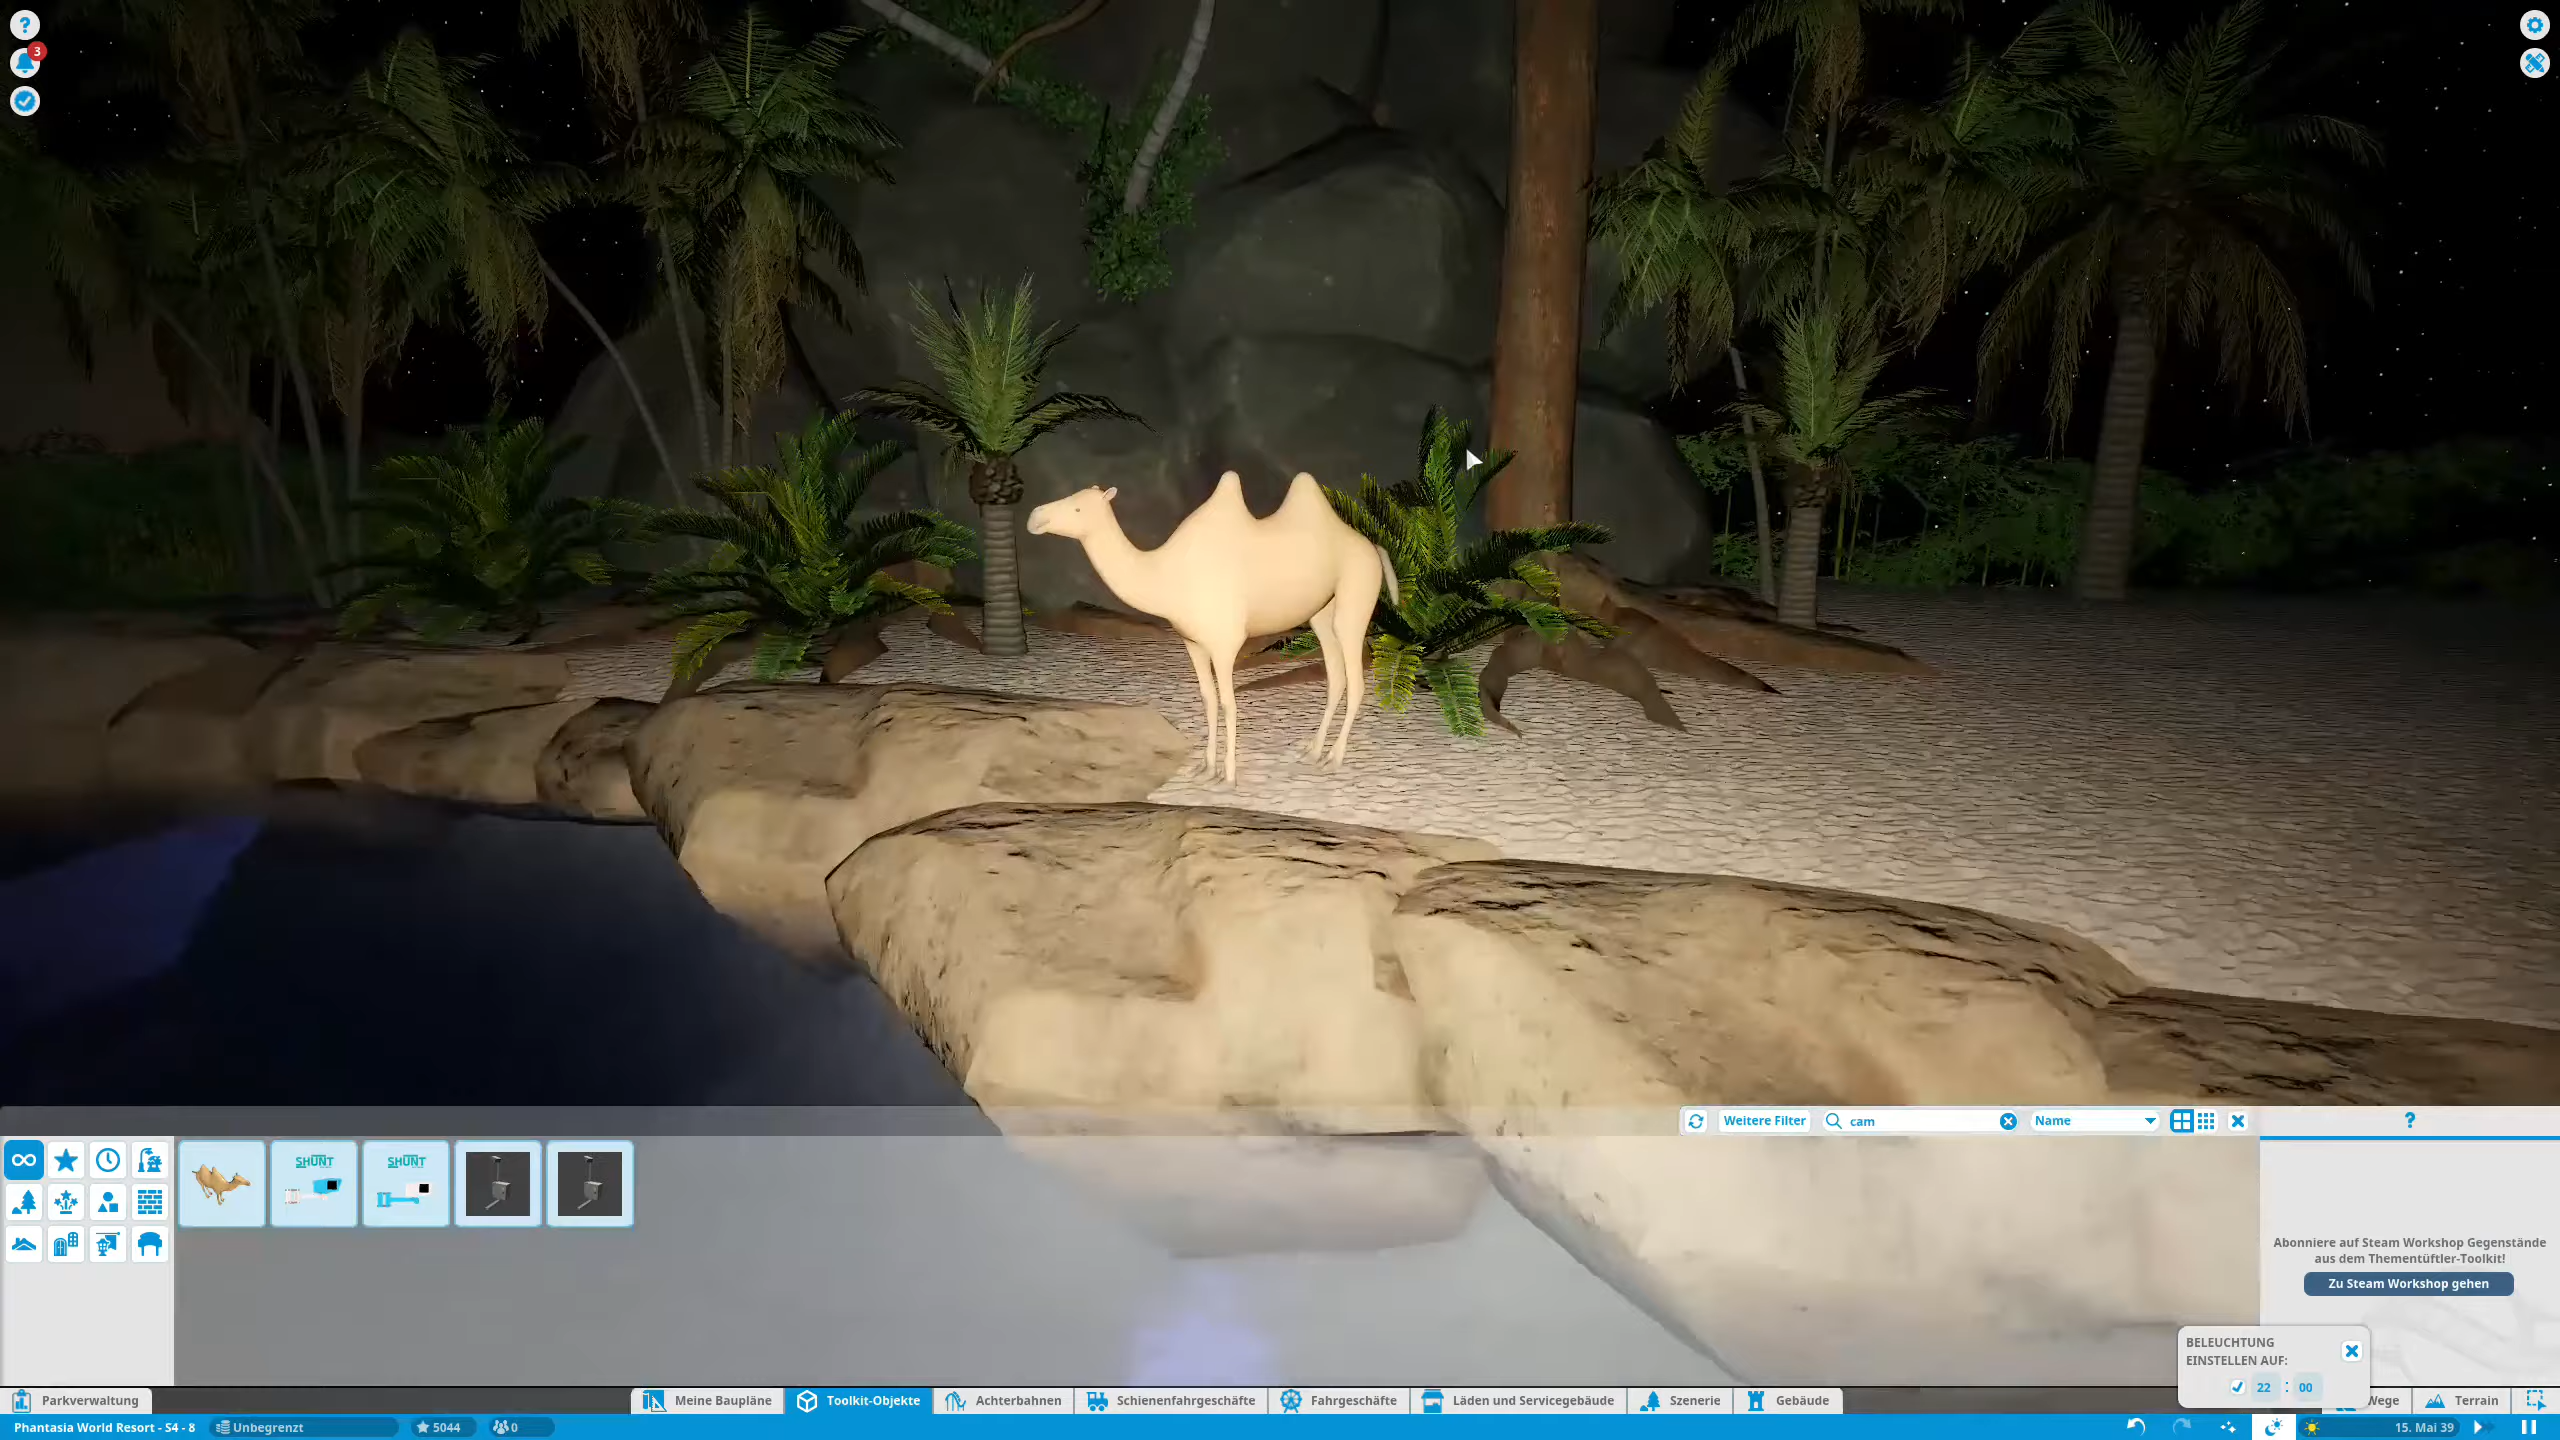 ?
3
Weitere Filter
cam
Name
?
SHUNT
SHUNT
Abonniere auf Steam Workshop Gegenstände
aus dem Thementüftler-Toolkit!
Zu Steam Workshop gehen
BELEUCHTUNG
EINSTELLEN AUF:
22 : 00
Parkverwaltung
Meine Baupläne
Toolkit-Objekte
Achterbahnen
Schienenfahrgeschäfte
Fahrgeschäfte
Läden und Servicegebäude
Szenerie
Gebäude
Wege
Terrain
Phantasia World Resort - S4 - 8
Unbegrenzt
5044
0
15. Mai 39